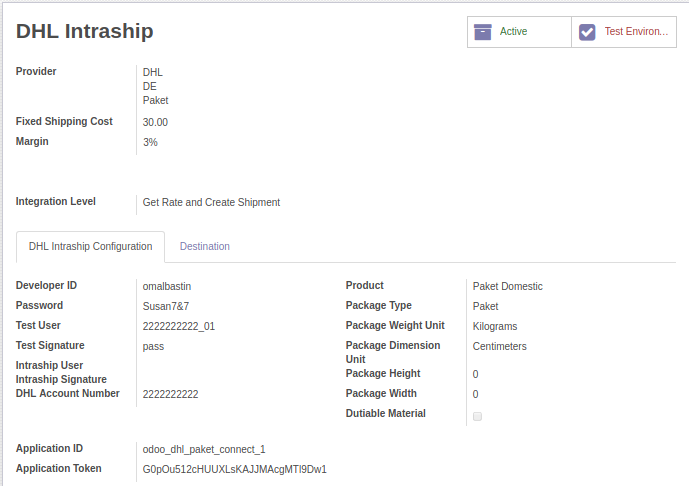 DHL Intraship
Active
Test Environ...
Provider
DHL
DE
Paket
Fixed Shipping Cost 30.00
Margin 3%
Integration Level Get Rate and Create Shipment
DHL Intraship Configuration Destination
Developer ID omalbastin
Password Susan7&7
Test User 2222222222_01
Test Signature pass
Intraship User
Intraship Signature
DHL Account Number 2222222222
Product Paket Domestic
Package Type Paket
Package Weight Unit Kilograms
Package Dimension Centimeters
Unit
Package Height 0
Package Width 0
Dutiable Material
Application ID odoo_dhl_paket_connect_1
Application Token G0pOu512cHUUXLsKAJJMAcgMTl9Dw1